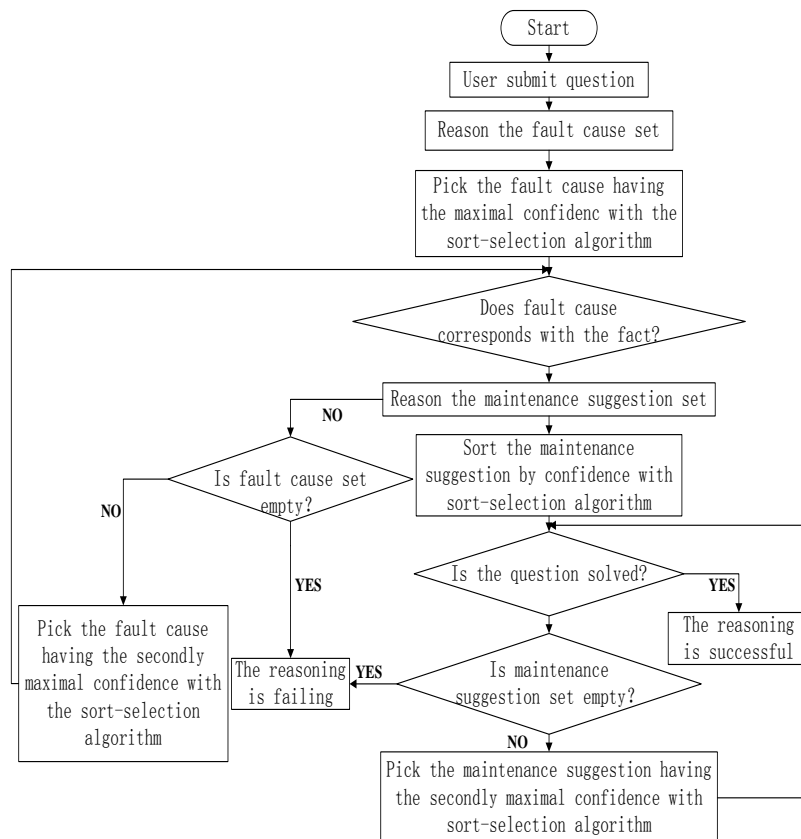 Start
User submit question
Reason the fault cause set
Pick the fault cause having
the maximal confidenc with the
sort-selection algorithm
Does fault cause
corresponds with the fact?
Reason the maintenance suggestion set
NO
Sort the maintenance
suggestion by confidence with
sort-selection algorithm
Is fault cause set
empty?
NO
YES
Is the question solved?
YES
The reasoning
is successful
Pick the fault cause
having the secondly
maximal confidence with
the sort-selection
algorithm
The reasoning
is failing
YES
Is maintenance
suggestion set empty?
NO
Pick the maintenance suggestion having
the secondly maximal confidence with
sort-selection algorithm